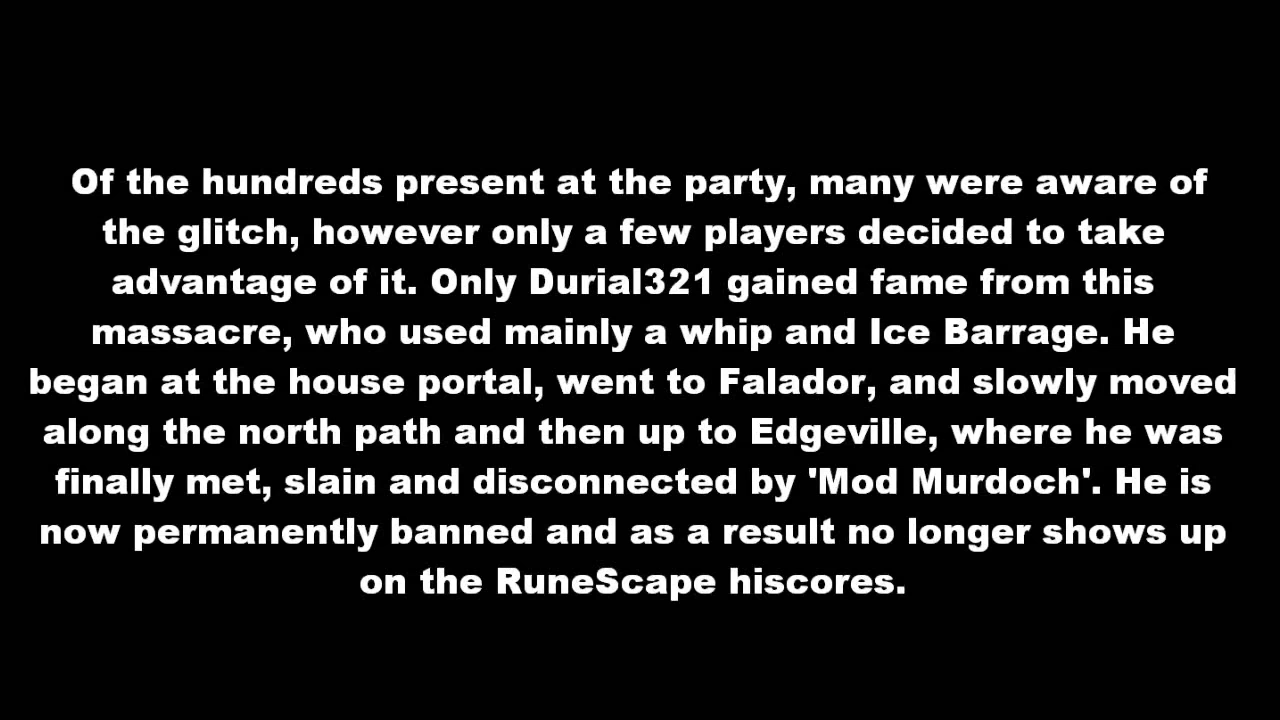 Of the hundreds present at the party, many were aware of
the glitch, however only a few players decided to take
advantage of it. Only Durial321 gained fame from this
massacre, who used mainly a whip and Ice Barrage. He
began at the house portal, went to Falador, and slowly moved
along the north path and then up to Edgeville, where he was
finally met, slain and disconnected by 'Mod Murdoch'. He is
now permanently banned and as a result no longer shows up
on the RuneScape hiscores.